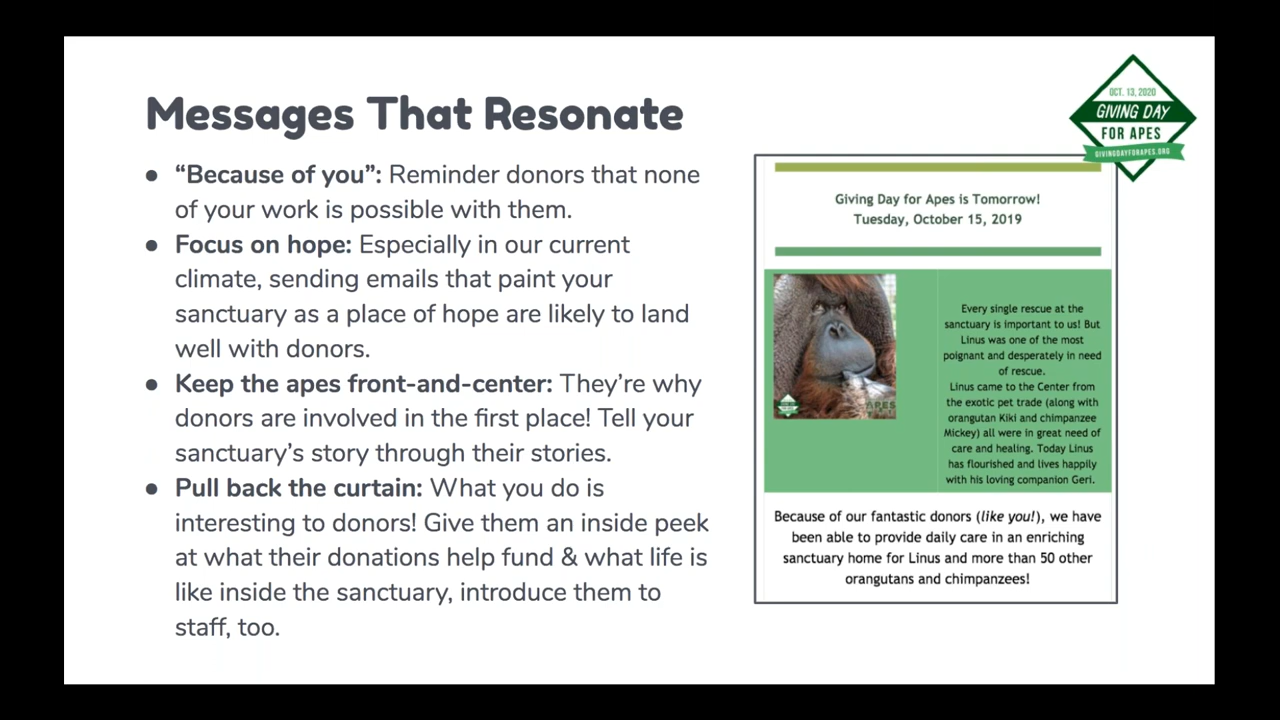 Messages That Resonate
● “Because of you”: Reminder donors that none
of your work is possible with them.
● Focus on hope: Especially in our current
climate, sending emails that paint your
sanctuary as a place of hope are likely to land
well with donors.
● Keep the apes front-and-center: They’re why
donors are involved in the first place! Tell your
sanctuary’s story through their stories.
● Pull back the curtain: What you do is
interesting to donors! Give them an inside peek
at what their donations help fund & what life is
like inside the sanctuary, introduce them to
staff, too.
OCT. 13, 2020
GIVING DAY
FOR APES
GIVINGDAYFORAPES.ORG
Giving Day for Apes is Tomorrow!
Tuesday, October 15, 2019
Every single rescue at the
sanctuary is important to us! But
Linus was one of the most
poignant and desperately in need
of rescue.
Linus came to the Center from
the exotic pet trade (along with
orangutan Kiki and chimpanzee
Mickey) all were in great need of
care and healing. Today Linus
has flourished and lives happily
with his loving companion Geri.
APES
Because of our fantastic donors (like you!), we have
been able to provide daily care in an enriching
sanctuary home for Linus and more than 50 other
orangutans and chimpanzees!